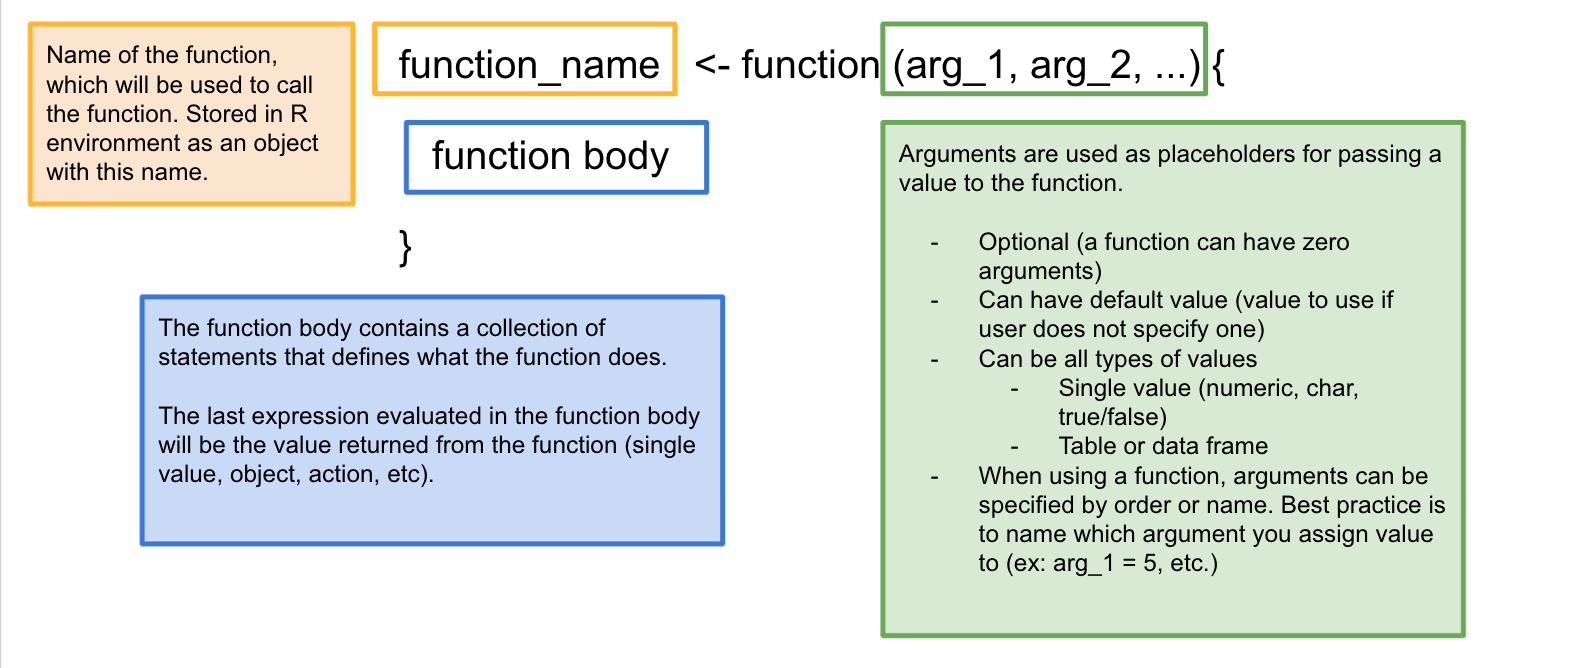 Name of the function,
which will be used to call
the function. Stored in R
environment as an object
with this name.
function_name <- function (arg_1, arg_2, ...) {
function body
}
The function body contains a collection of
statements that defines what the function does.
The last expression evaluated in the function body
will be the value returned from the function (single
value, object, action, etc).
Arguments are used as placeholders for passing a
value to the function.
- Optional (a function can have zero
arguments)
- Can have default value (value to use if
user does not specify one)
- Can be all types of values
- Single value (numeric, char,
true/false)
- Table or data frame
- When using a function, arguments can be
specified by order or name. Best practice is
to name which argument you assign value
to (ex: arg_1 = 5, etc.)